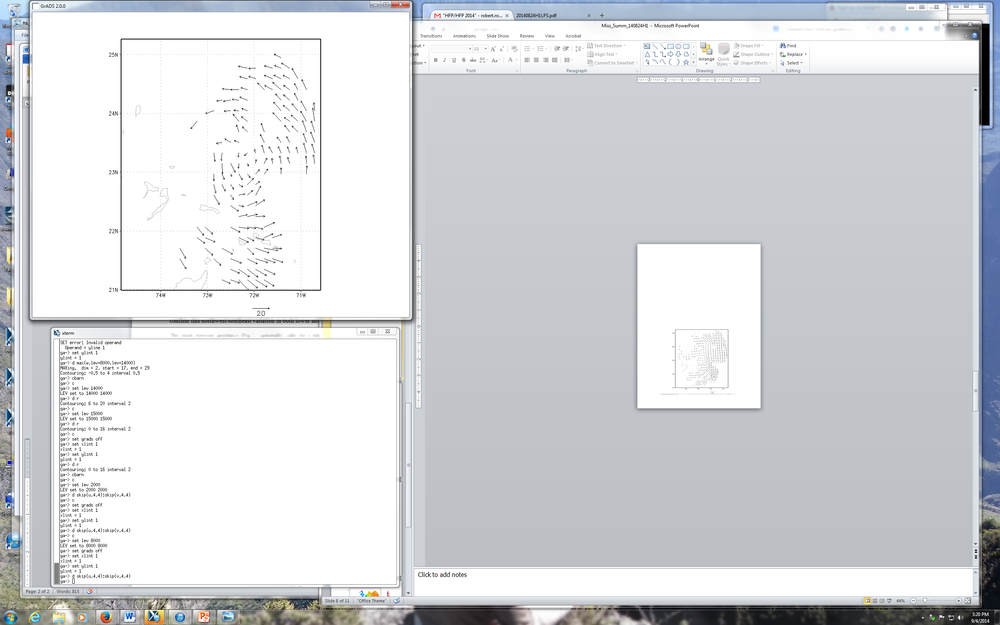 GrADS 2.0.0
25N
24N
23N
22N
21N
74W
73W
72W
71W
20
File
"HFP/HFP 2014" - robert.ro...
20140824H1LPS.pdf
Miss_Summ_140824H1 - Microsoft PowerPoint
Transitions
Animations
Slide Show
Review
View
Acrobat
18
Text Direction
Align Text
Convert to SmartArt
Arrange
Quick
Styles
Shape Fill
Shape Outline
Shape Effects
Find
Replace
Select
Font
Paragraph
Drawing
Editing
confirm this northwest/southeast variation in both lower and
xterm
SET error: Invalid operand
Operand = yline 1
ga-> set ylint 1
ylint = 1
ga-> d max(w,lev=8000,lev=14000)
MAXing. dim = 2, start = 17, end = 29
Contouring: -0.5 to 4 interval 0.5
ga-> cbarn
ga-> c
ga-> set lev 14000
LEV set to 14000 14000
ga-> d r
Contouring: 6 to 20 interval 2
ga-> c
ga-> set lev 15000
LEV set to 15000 15000
ga-> d r
Contouring: 0 to 16 interval 2
ga-> c
ga-> set grads off
ga-> set xlint 1
xlint = 1
ga-> set ylint 1
ylint = 1
ga-> d r
Contouring: 0 to 16 interval 2
ga-> cbarn
ga-> c
ga-> set lev 2000
LEV set to 2000 2000
ga-> d skip(u,4,4);skip(v,4,4)
ga-> c
ga-> set grads off
ga-> set xlint 1
xlint = 1
ga-> set ylint 1
ylint = 1
ga-> d skip(u,4,4);skip(v,4,4)
ga-> c
ga-> set lev 8000
LEV set to 8000 8000
ga-> set grads off
ga-> set xlint 1
xlint = 1
ga-> set ylint 1
ylint = 1
ga-> d skip(u,4,4);skip(v,4,4)
ga->
Page: 2 of 2
Words: 815
Click to add notes
Slide 8 of 11
"Office Theme"
44%
3:20 PM
9/4/2014